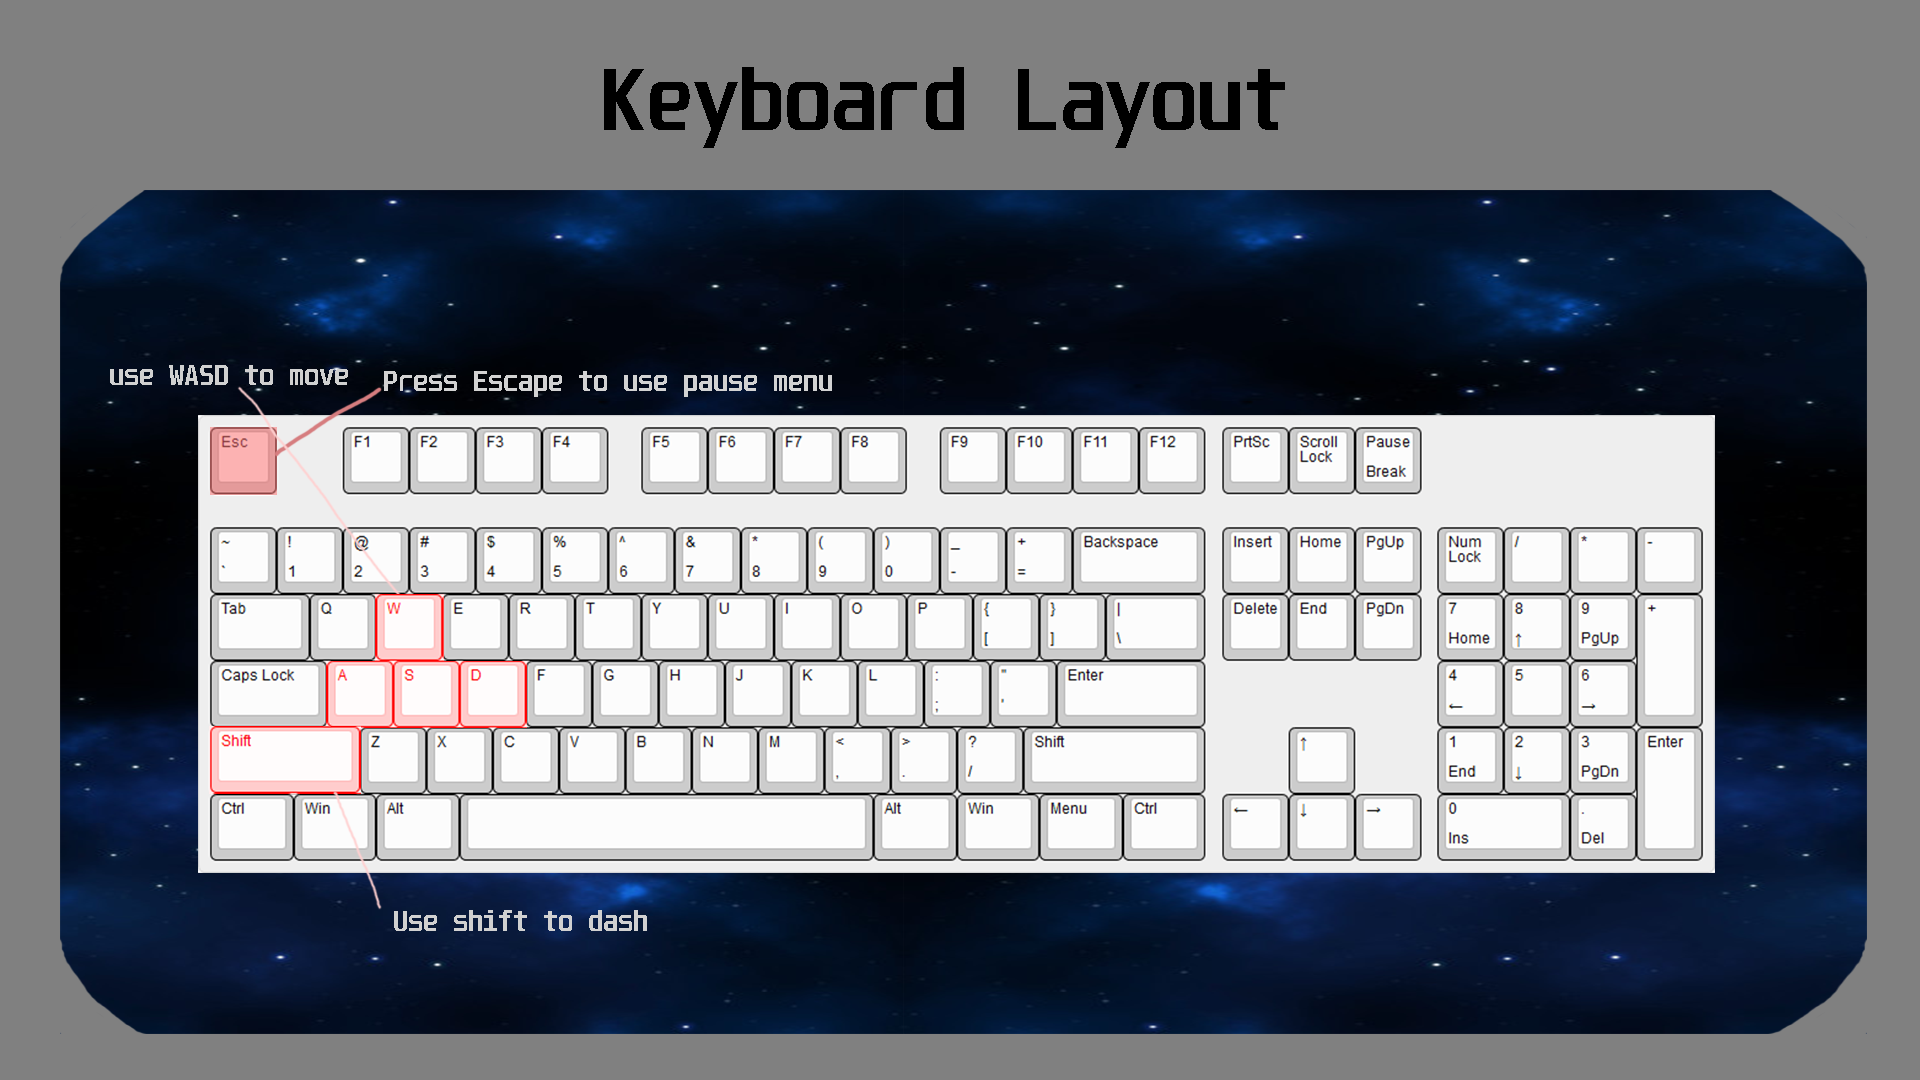 Keyboard Layout
use WASD to move
Press Escape to use pause menu
Esc F1 F2 F3 F4 F5 F6 F7 F8 F9 F10 F11 F12 PrtSc Scroll Lock Pause Break
~ ! @ # $ % ^ & * ( ) _ + Backspace Insert Home PgUp Num Lock / * -
` 1 2 3 4 5 6 7 8 9 0 - =
Tab Q W E R T Y U I O P { } | Delete End PgDn 7 8 9 +
[ ] \ Home ↑ PgUp
Caps Lock A S D F G H J K L : " Enter 4 5 6
; ' ← →
Shift Z X C V B N M < > ? Shift ↑ 1 2 3 Enter
, . / End ↓ PgDn
Ctrl Win Alt Alt Win Menu Ctrl ← ↓ → 0 .
Ins Del
Use shift to dash